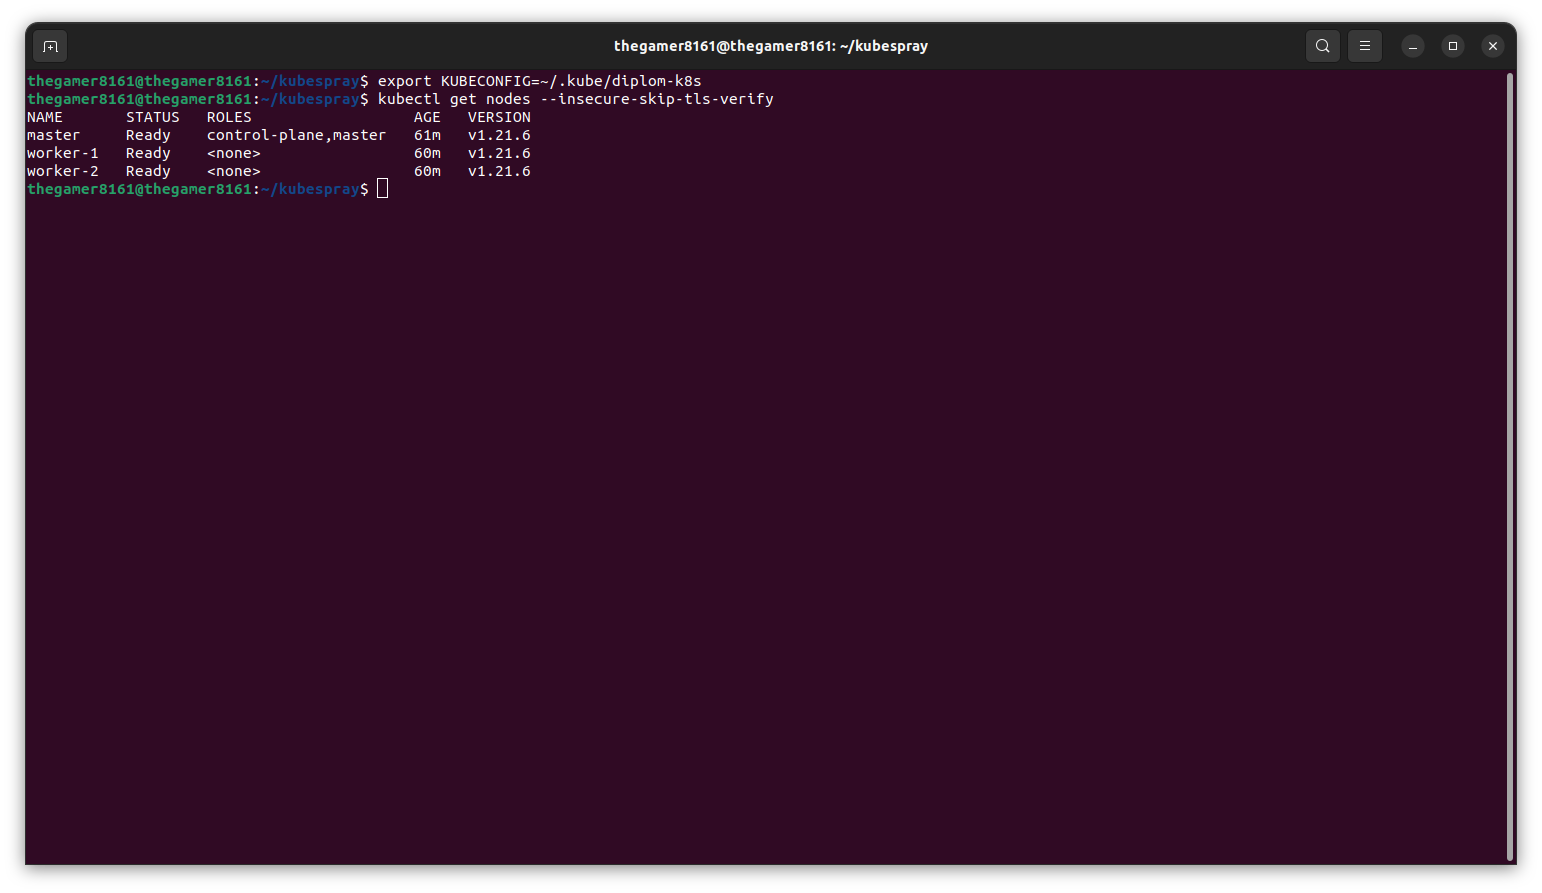 thegamer8161@thegamer8161: ~/kubespray
thegamer8161@thegamer8161:~/kubespray$ export KUBECONFIG=~/.kube/diplom-k8s
thegamer8161@thegamer8161:~/kubespray$ kubectl get nodes --insecure-skip-tls-verify
NAME       STATUS   ROLES                  AGE   VERSION
master     Ready    control-plane,master   61m   v1.21.6
worker-1   Ready    <none>                 60m   v1.21.6
worker-2   Ready    <none>                 60m   v1.21.6
thegamer8161@thegamer8161:~/kubespray$